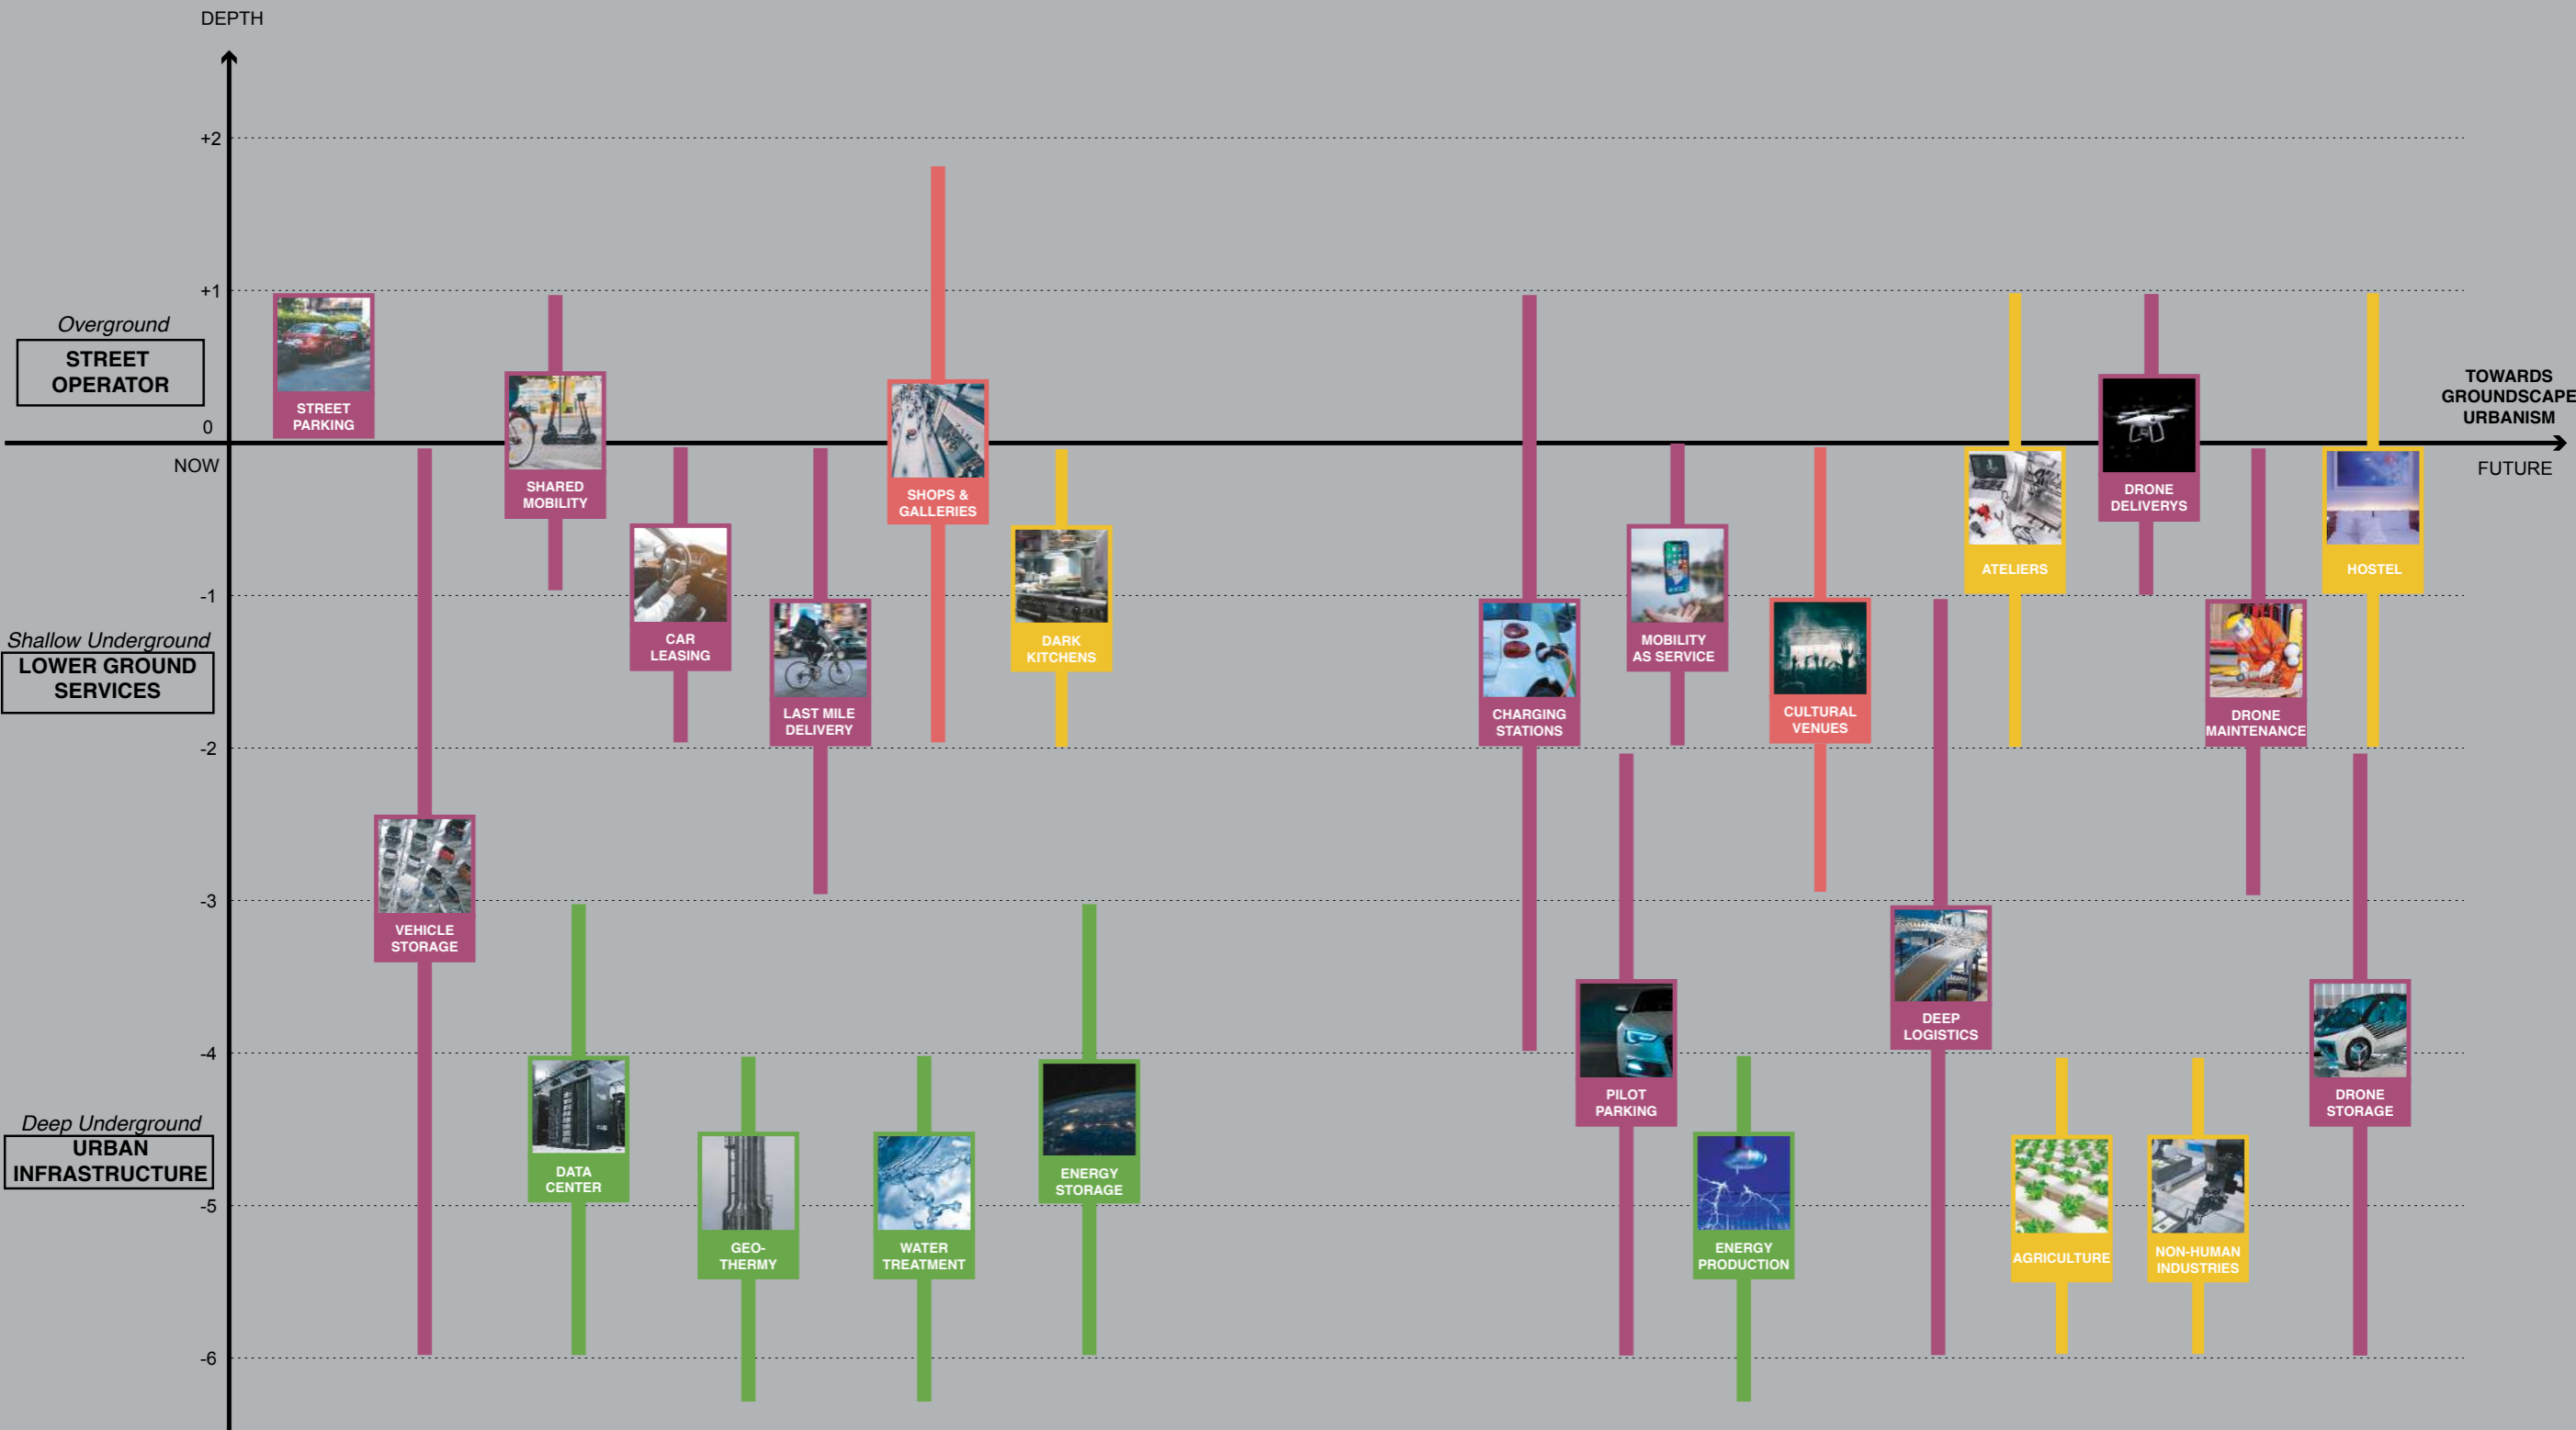 DEPTH
+2
+1
Overground
STREET
OPERATOR
0
NOW
STREET
PARKING
SHARED
MOBILITY
SHOPS &
GALLERIES
TOWARDS
GROUNDSCAPE
URBANISM
FUTURE
DRONE
DELIVERYS
ATELIERS
HOSTEL
-1
Shallow Underground
LOWER GROUND
SERVICES
CAR
LEASING
LAST MILE
DELIVERY
DARK
KITCHENS
CHARGING
STATIONS
MOBILITY
AS SERVICE
CULTURAL
VENUES
DRONE
MAINTENANCE
-2
-3
VEHICLE
STORAGE
DEEP
LOGISTICS
-4
Deep Underground
URBAN
INFRASTRUCTURE
DATA
CENTER
ENERGY
STORAGE
PILOT
PARKING
DRONE
STORAGE
-5
GEO-
THERMY
WATER
TREATMENT
ENERGY
PRODUCTION
AGRICULTURE
NON-HUMAN
INDUSTRIES
-6